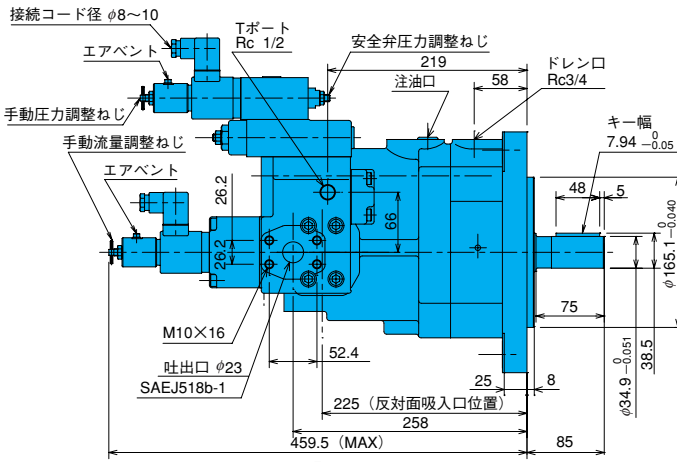 接続コード径 φ8～10
エアベント
手動圧力調整ねじ
手動流量調整ねじ
エアベント
Tポート
Rc 1/2
安全弁圧力調整ねじ
219
注油口
58
ドレン口
Rc3/4
キー幅
7.94 0 -0.05
48
5
26.2
26.2
66
φ165.1 0 -0.040
M10×16
52.4
吐出口 φ23
SAEJ518b-1
75
25
8
φ34.9 0 -0.051
38.5
225（反対面吸入口位置）
258
459.5（MAX）
85